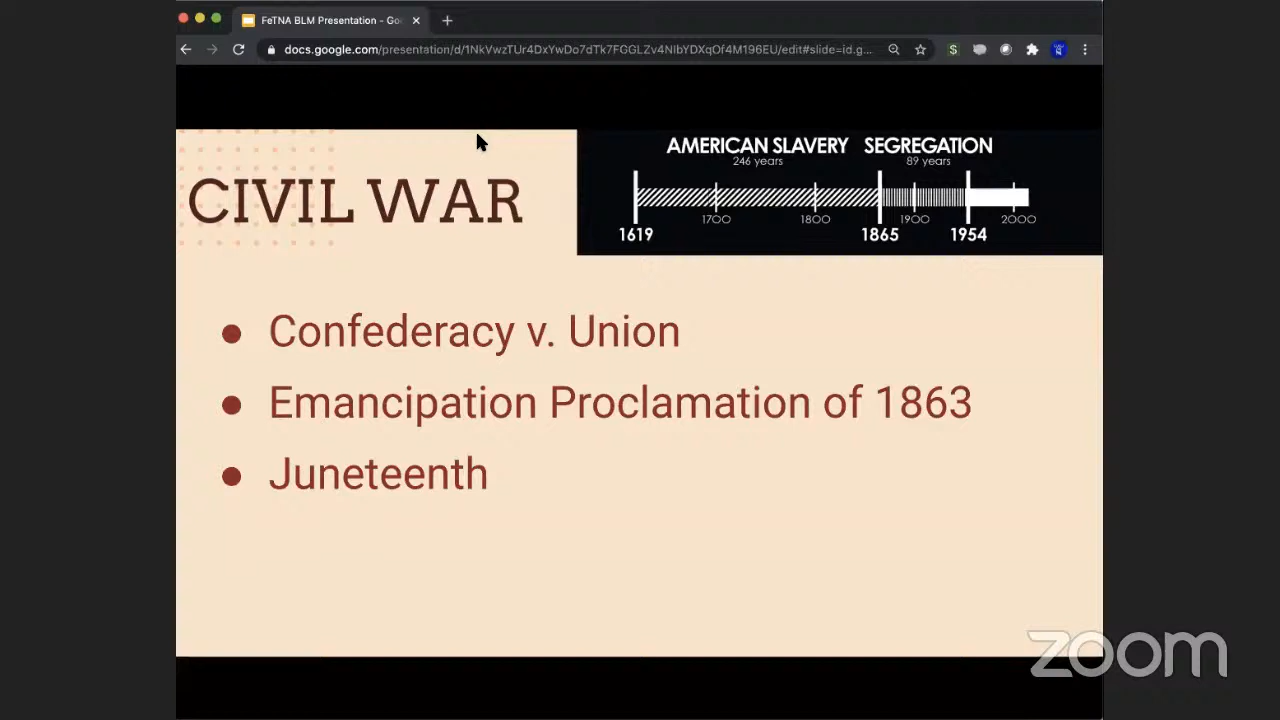 FeTNA BLM Presentation - Go
docs.google.com/presentation/d/1NkVwzTUr4DxYwDo7dTk7FGGLZv4NIbYDXqOf4M196EU/edit#slide=id.g...
CIVIL WAR
AMERICAN SLAVERY SEGREGATION
246 years 89 years
1700 1800 1900 2000
1619 1865 1954
Confederacy v. Union
Emancipation Proclamation of 1863
Juneteenth
zoom